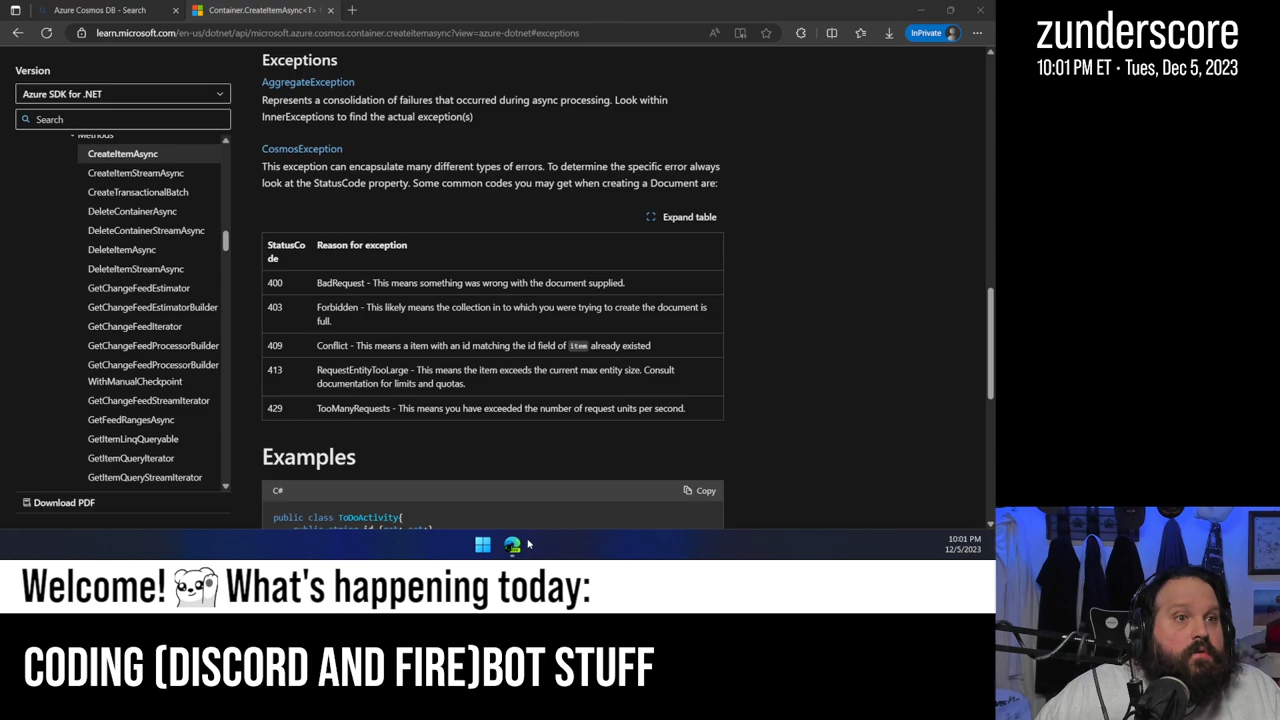 Azure Cosmos DB - Search
Container.CreateItemAsync<T>
learn.microsoft.com/en-us/dotnet/api/microsoft.azure.cosmos.container.createitemasync?view=azure-dotnet#exceptions
InPrivate
zunderscore
10:01 PM ET • Tues, Dec 5, 2023
Version
Azure SDK for .NET
Search
Methods
CreateItemAsync
CreateItemStreamAsync
CreateTransactionalBatch
DeleteContainerAsync
DeleteContainerStreamAsync
DeleteItemAsync
DeleteItemStreamAsync
GetChangeFeedEstimator
GetChangeFeedEstimatorBuilder
GetChangeFeedIterator
GetChangeFeedProcessorBuilder
GetChangeFeedProcessorBuilder
WithManualCheckpoint
GetChangeFeedStreamIterator
GetFeedRangesAsync
GetItemLinqQueryable
GetItemQueryIterator
GetItemQueryStreamIterator
Download PDF
Exceptions
AggregateException
Represents a consolidation of failures that occurred during async processing. Look within
InnerExceptions to find the actual exception(s)
CosmosException
This exception can encapsulate many different types of errors. To determine the specific error always
look at the StatusCode property. Some common codes you may get when creating a Document are:
Expand table
StatusCo
de
Reason for exception
400 BadRequest - This means something was wrong with the document supplied.
403 Forbidden - This likely means the collection in to which you were trying to create the document is
full.
409 Conflict - This means a item with an id matching the id field of item already existed
413 RequestEntityTooLarge - This means the item exceeds the current max entity size. Consult
documentation for limits and quotas.
429 TooManyRequests - This means you have exceeded the number of request units per second.
Examples
C#
Copy
public class ToDoActivity{
10:01 PM
12/5/2023
Welcome! What's happening today:
CODING (DISCORD AND FIRE)BOT STUFF